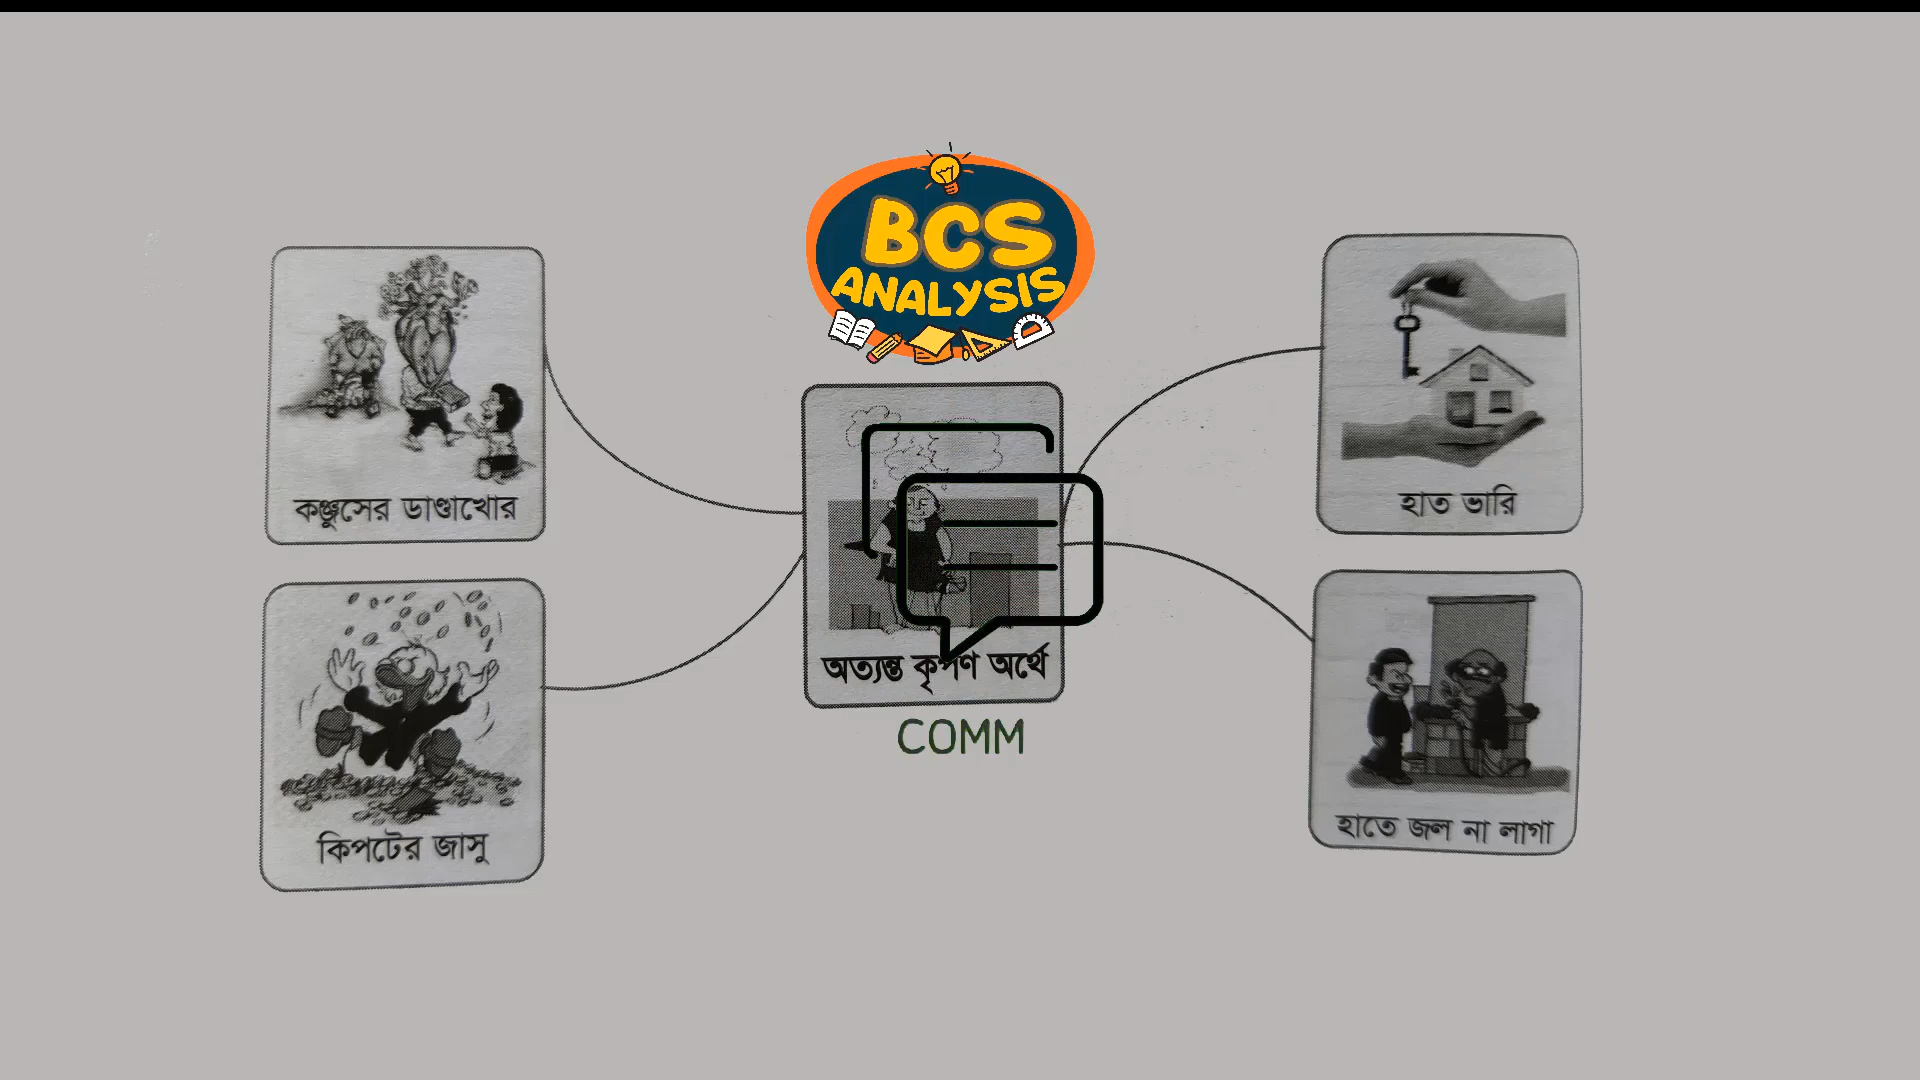 BCS
ANALYSIS
কঞ্জুসের ডাণ্ডাখোর
হাত ভারি
অত্যন্ত কৃপণ অর্থে
COMM
কিপটের জাসু
হাতে জল না লাগা